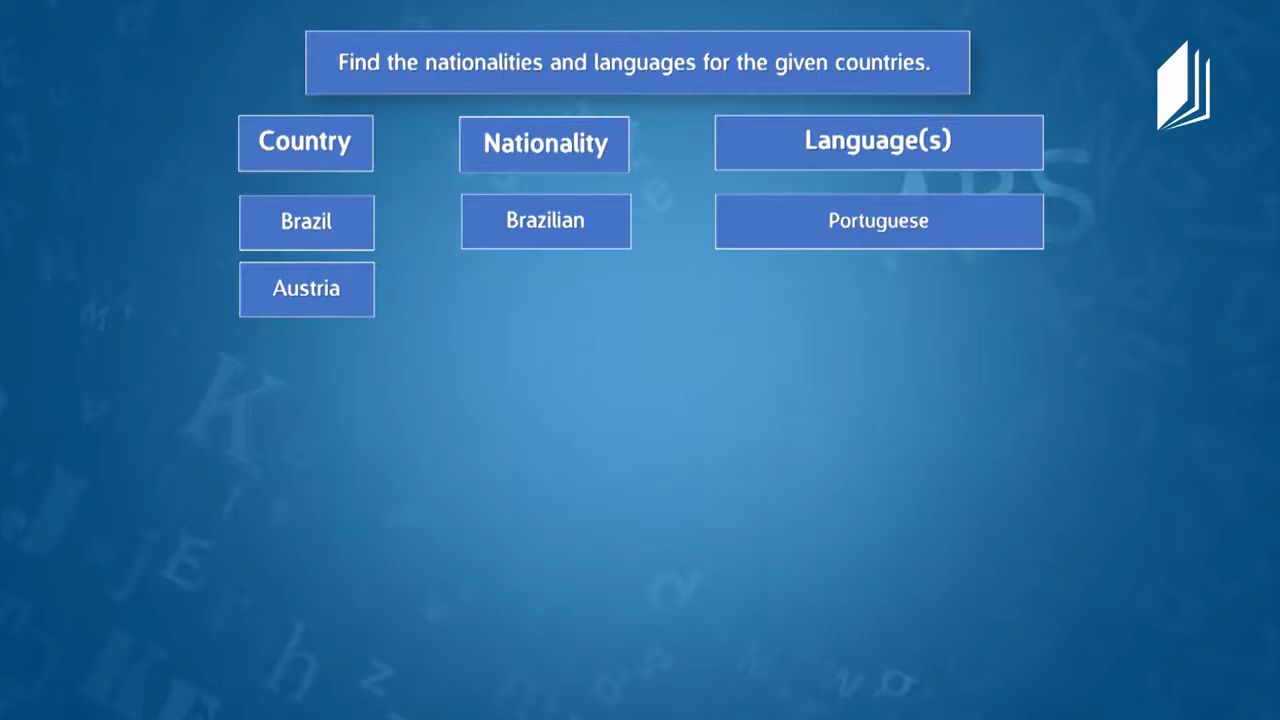 Find the nationalities and languages for the given countries.
Country Nationality Language(s)
Brazil Brazilian Portuguese
Austria